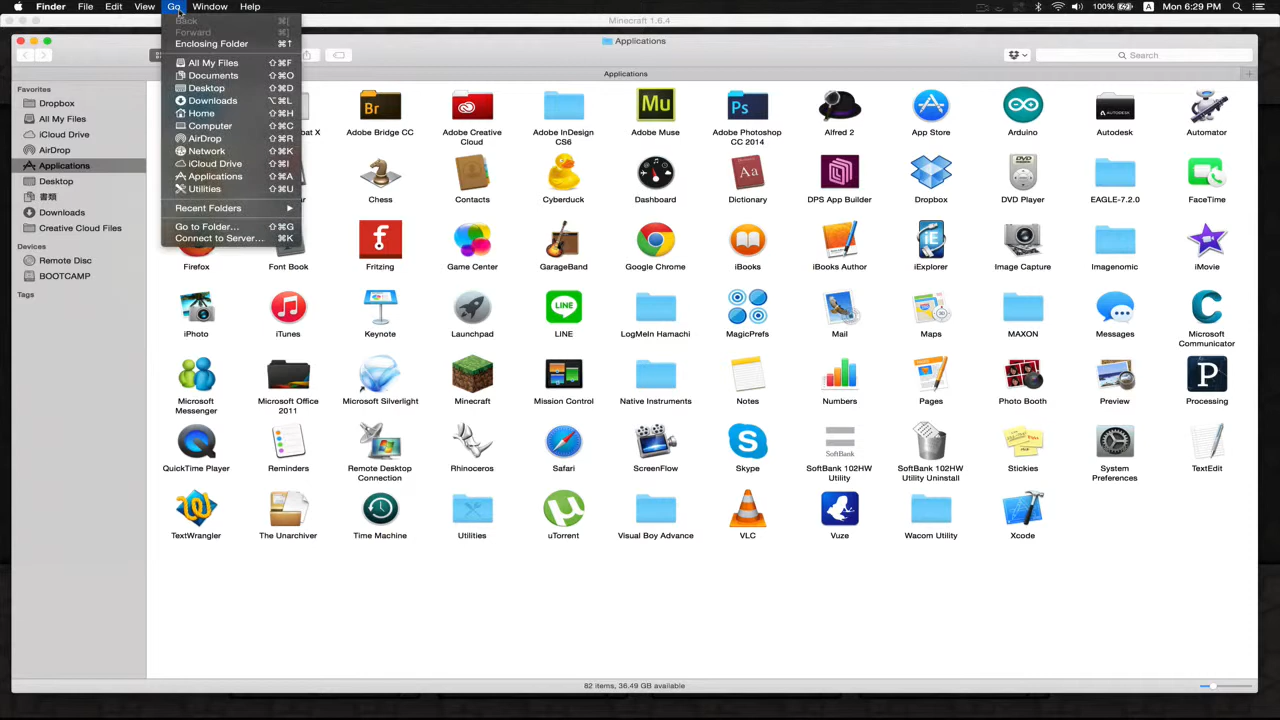 Finder File Edit View Go Window Help 100% A Mon 6:29 PM
Minecraft 1.6.4
Applications
Search
Applications
Back ⌘[
Forward ⌘]
Enclosing Folder ⌘↑
All My Files ⇧⌘F
Documents ⇧⌘O
Desktop ⇧⌘D
Downloads ⌥⌘L
Home ⇧⌘H
Computer ⇧⌘C
AirDrop ⇧⌘R
Network ⇧⌘K
iCloud Drive ⇧⌘I
Applications ⇧⌘A
Utilities ⇧⌘U
Recent Folders ▶
Go to Folder... ⇧⌘G
Connect to Server... ⌘K
Favorites
Dropbox
All My Files
iCloud Drive
AirDrop
Applications
Desktop
書類
Downloads
Creative Cloud Files
Devices
Remote Disc
BOOTCAMP
Tags
Adobe Bridge CC Adobe Creative Cloud Adobe InDesign CS6 Adobe Muse Adobe Photoshop CC 2014 Alfred 2 App Store Arduino Autodesk Automator
Chess Contacts Cyberduck Dashboard Dictionary DPS App Builder Dropbox DVD Player EAGLE-7.2.0 FaceTime
Firefox Font Book Fritzing Game Center GarageBand Google Chrome iBooks iBooks Author iExplorer Image Capture Imagenomic iMovie
iPhoto iTunes Keynote Launchpad LINE LogMeIn Hamachi MagicPrefs Mail Maps MAXON Messages Microsoft Communicator
Microsoft Messenger Microsoft Office 2011 Microsoft Silverlight Minecraft Mission Control Native Instruments Notes Numbers Pages Photo Booth Preview Processing
QuickTime Player Reminders Remote Desktop Connection Rhinoceros Safari ScreenFlow Skype SoftBank 102HW Utility SoftBank 102HW Utility Uninstall Stickies System Preferences TextEdit
TextWrangler The Unarchiver Time Machine Utilities uTorrent Visual Boy Advance VLC Vuze Wacom Utility Xcode
82 items, 36.49 GB available